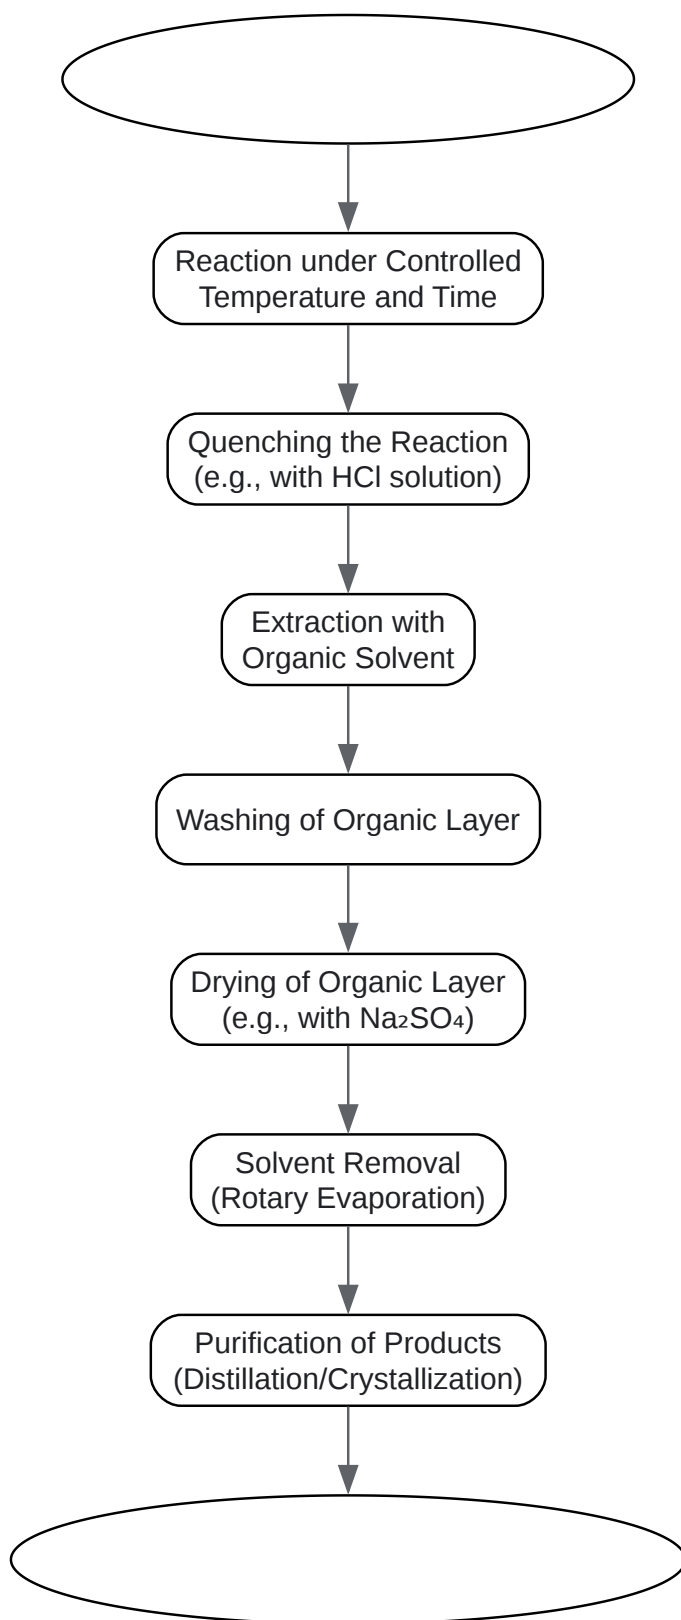 Reaction under Controlled
Temperature and Time
Quenching the Reaction
(e.g., with HCl solution)
Extraction with
Organic Solvent
Washing of Organic Layer
Drying of Organic Layer
(e.g., with Na₂SO₄)
Solvent Removal
(Rotary Evaporation)
Purification of Products
(Distillation/Crystallization)